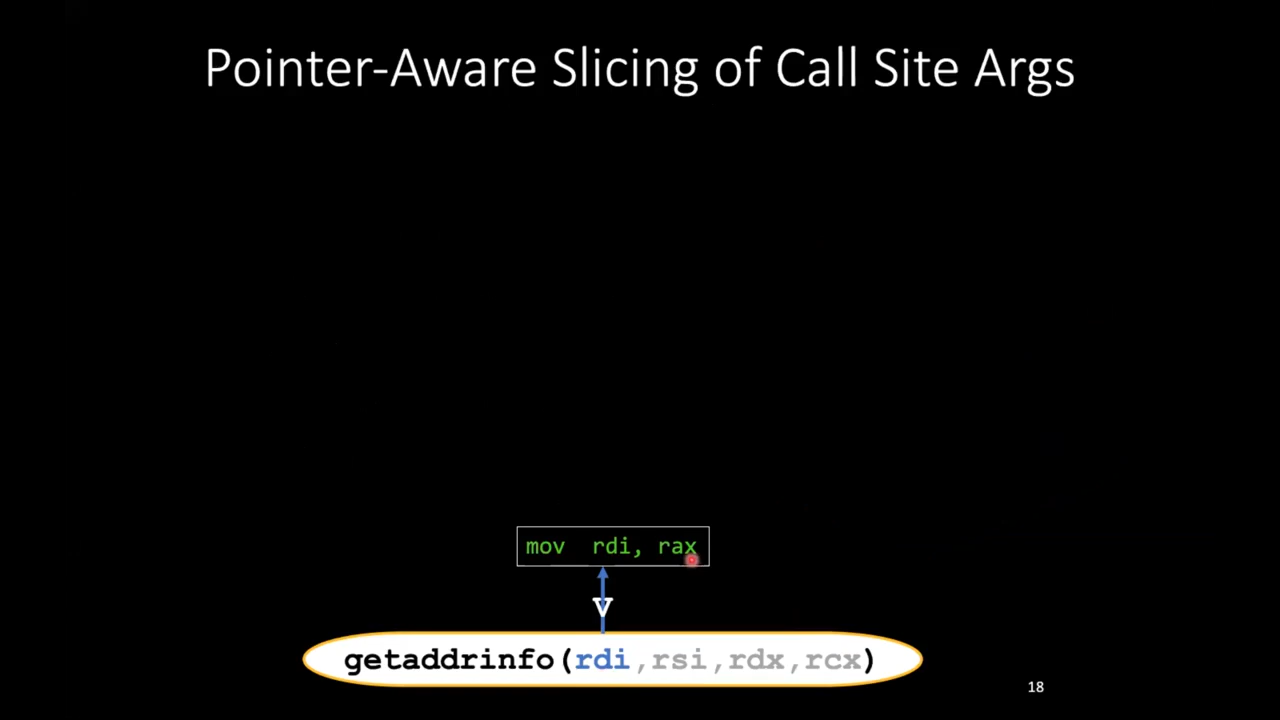 Pointer-Aware Slicing of Call Site Args
mov rdi, rax
V
getaddrinfo(rdi,rsi,rdx,rcx)
18